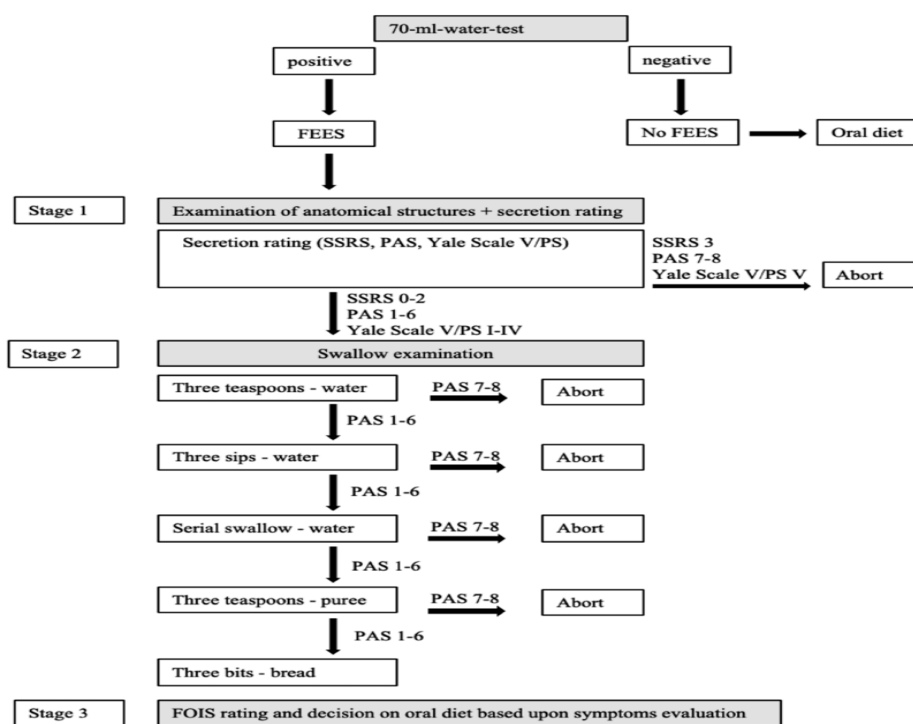 70-ml-water-test
positive
negative
FEES
No FEES
Oral diet
Stage 1
Examination of anatomical structures + secretion rating
Secretion rating (SSRS, PAS, Yale Scale V/PS)
SSRS 3
PAS 7-8
Yale Scale V/PS V
Abort
SSRS 0-2
PAS 1-6
Yale Scale V/PS I-IV
Stage 2
Swallow examination
Three teaspoons - water
PAS 7-8
Abort
PAS 1-6
Three sips - water
PAS 7-8
Abort
PAS 1-6
Serial swallow - water
PAS 7-8
Abort
PAS 1-6
Three teaspoons - puree
PAS 7-8
Abort
PAS 1-6
Three bits - bread
Stage 3
FOIS rating and decision on oral diet based upon symptoms evaluation